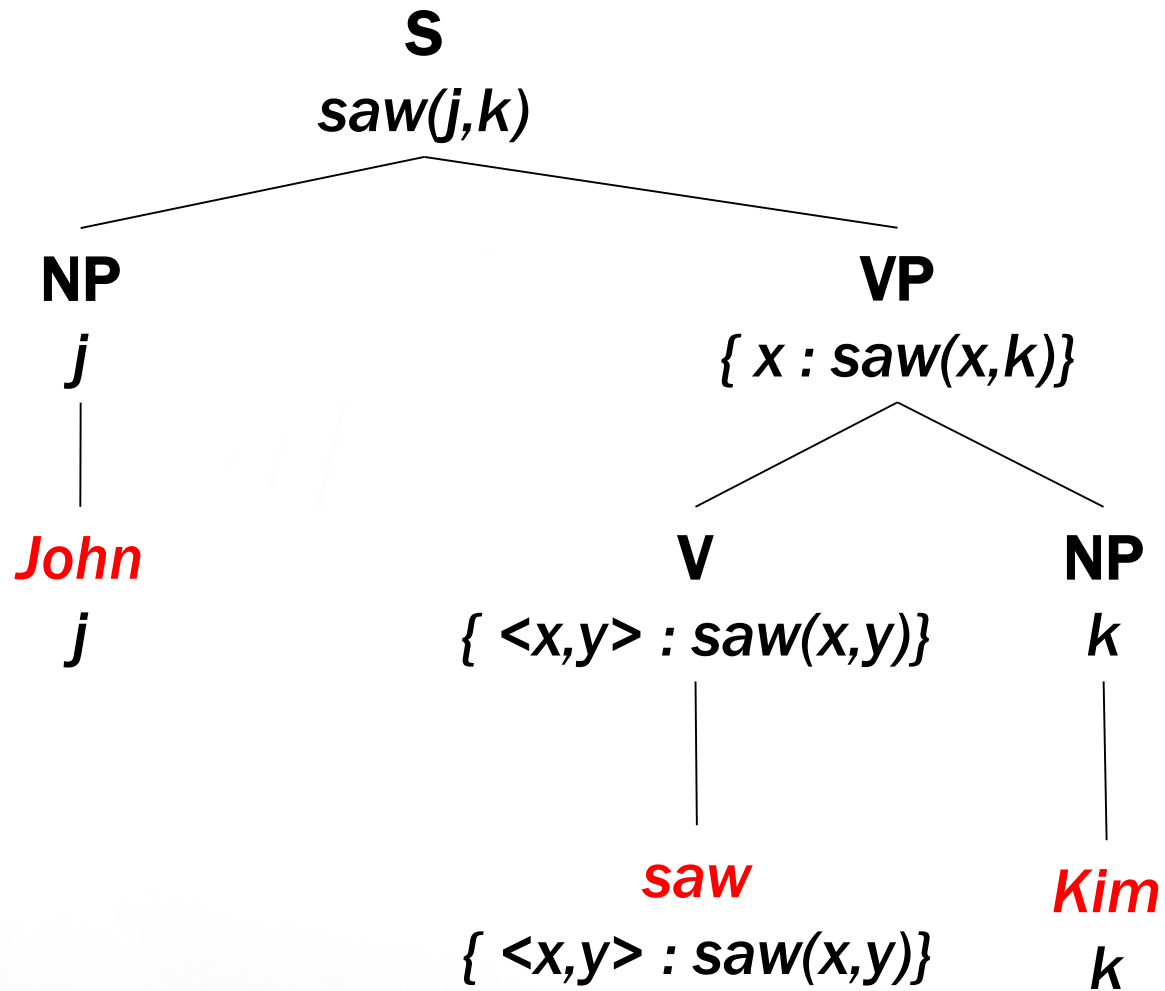 S
saw(j,k)
NP VP
j { x : saw(x,k)}
John V NP
j { <x,y> : saw(x,y)} k
saw Kim
{ <x,y> : saw(x,y)} k